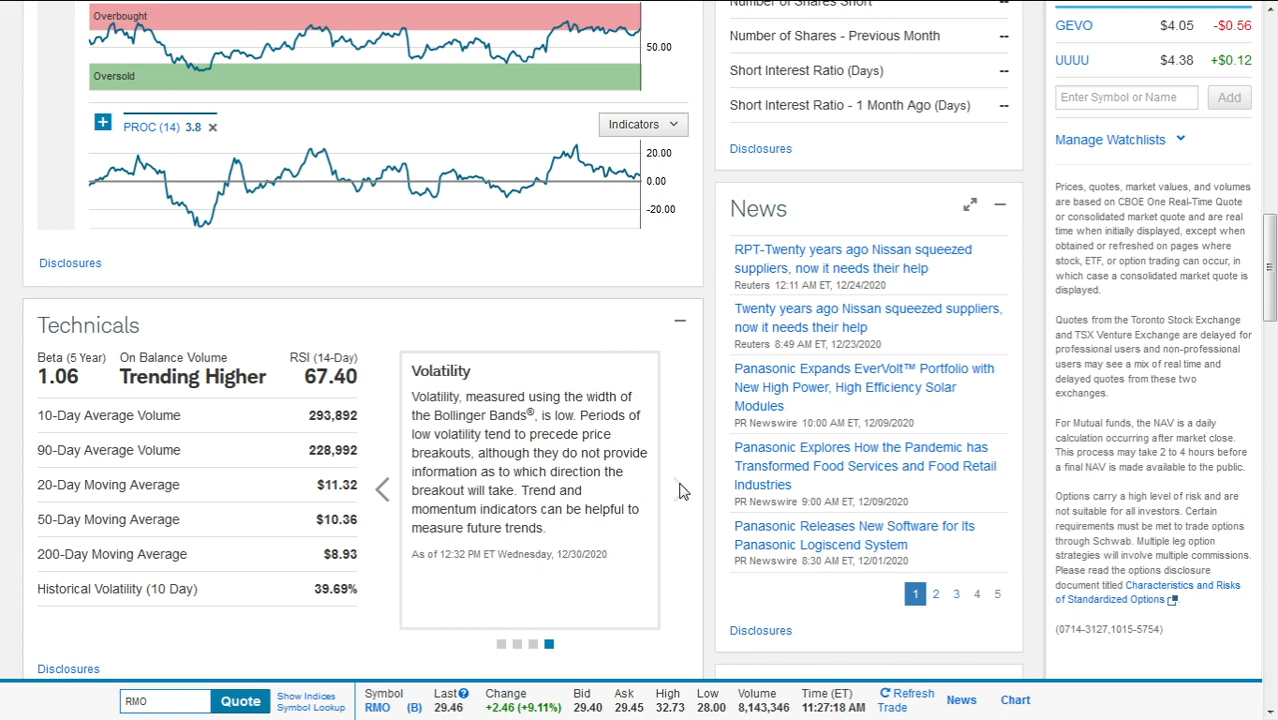 Overbought
50.00
Oversold
PROC (14) 3.8
Indicators
20.00
0.00
-20.00
Disclosures
Technicals
Beta (5 Year) On Balance Volume RSI (14-Day)
1.06 Trending Higher 67.40
10-Day Average Volume 293,892
90-Day Average Volume 228,992
20-Day Moving Average $11.32
50-Day Moving Average $10.36
200-Day Moving Average $8.93
Historical Volatility (10 Day) 39.69%
Volatility
Volatility, measured using the width of
the Bollinger Bands®, is low. Periods of
low volatility tend to precede price
breakouts, although they do not provide
information as to which direction the
breakout will take. Trend and
momentum indicators can be helpful to
measure future trends.
As of 12:32 PM ET Wednesday, 12/30/2020
Disclosures
Number of Shares Short --
Number of Shares - Previous Month --
Short Interest Ratio (Days) --
Short Interest Ratio - 1 Month Ago (Days) --
Disclosures
News
RPT-Twenty years ago Nissan squeezed
suppliers, now it needs their help
Reuters 12:11 AM ET, 12/24/2020
Twenty years ago Nissan squeezed suppliers,
now it needs their help
Reuters 8:49 AM ET, 12/23/2020
Panasonic Expands EverVolt™ Portfolio with
New High Power, High Efficiency Solar
Modules
PR Newswire 10:00 AM ET, 12/09/2020
Panasonic Explores How the Pandemic has
Transformed Food Services and Food Retail
Industries
PR Newswire 9:00 AM ET, 12/09/2020
Panasonic Releases New Software for Its
Panasonic Logiscend System
PR Newswire 8:30 AM ET, 12/01/2020
1 2 3 4 5
Disclosures
GEVO $4.05 -$0.56
UUUU $4.38 +$0.12
Enter Symbol or Name Add
Manage Watchlists
Prices, quotes, market values, and volumes
are based on CBOE One Real-Time Quote
or consolidated market quote and are real
time when initially displayed, except when
obtained or refreshed on pages where
stock, ETF, or option trading can occur, in
which case a consolidated market quote is
displayed.
Quotes from the Toronto Stock Exchange
and TSX Venture Exchange are delayed for
professional users and non-professional
users may see a mix of real time and
delayed quotes from these two
exchanges.
For Mutual funds, the NAV is a daily
calculation occurring after market close.
This process may take 2 to 4 hours before
a final NAV is made available to the public.
Options carry a high level of risk and are
not suitable for all investors. Certain
requirements must be met to trade options
through Schwab. Multiple leg option
strategies will involve multiple commissions.
Please read the options disclosure
document titled Characteristics and Risks
of Standardized Options.
(0714-3127,1015-5754)
RMO Quote
Show Indices
Symbol Lookup
Symbol Last Change Bid Ask High Low Volume Time (ET) Refresh
RMO (B) 29.46 +2.46 (+9.11%) 29.40 29.45 32.73 28.00 8,143,346 11:27:18 AM Trade
News Chart